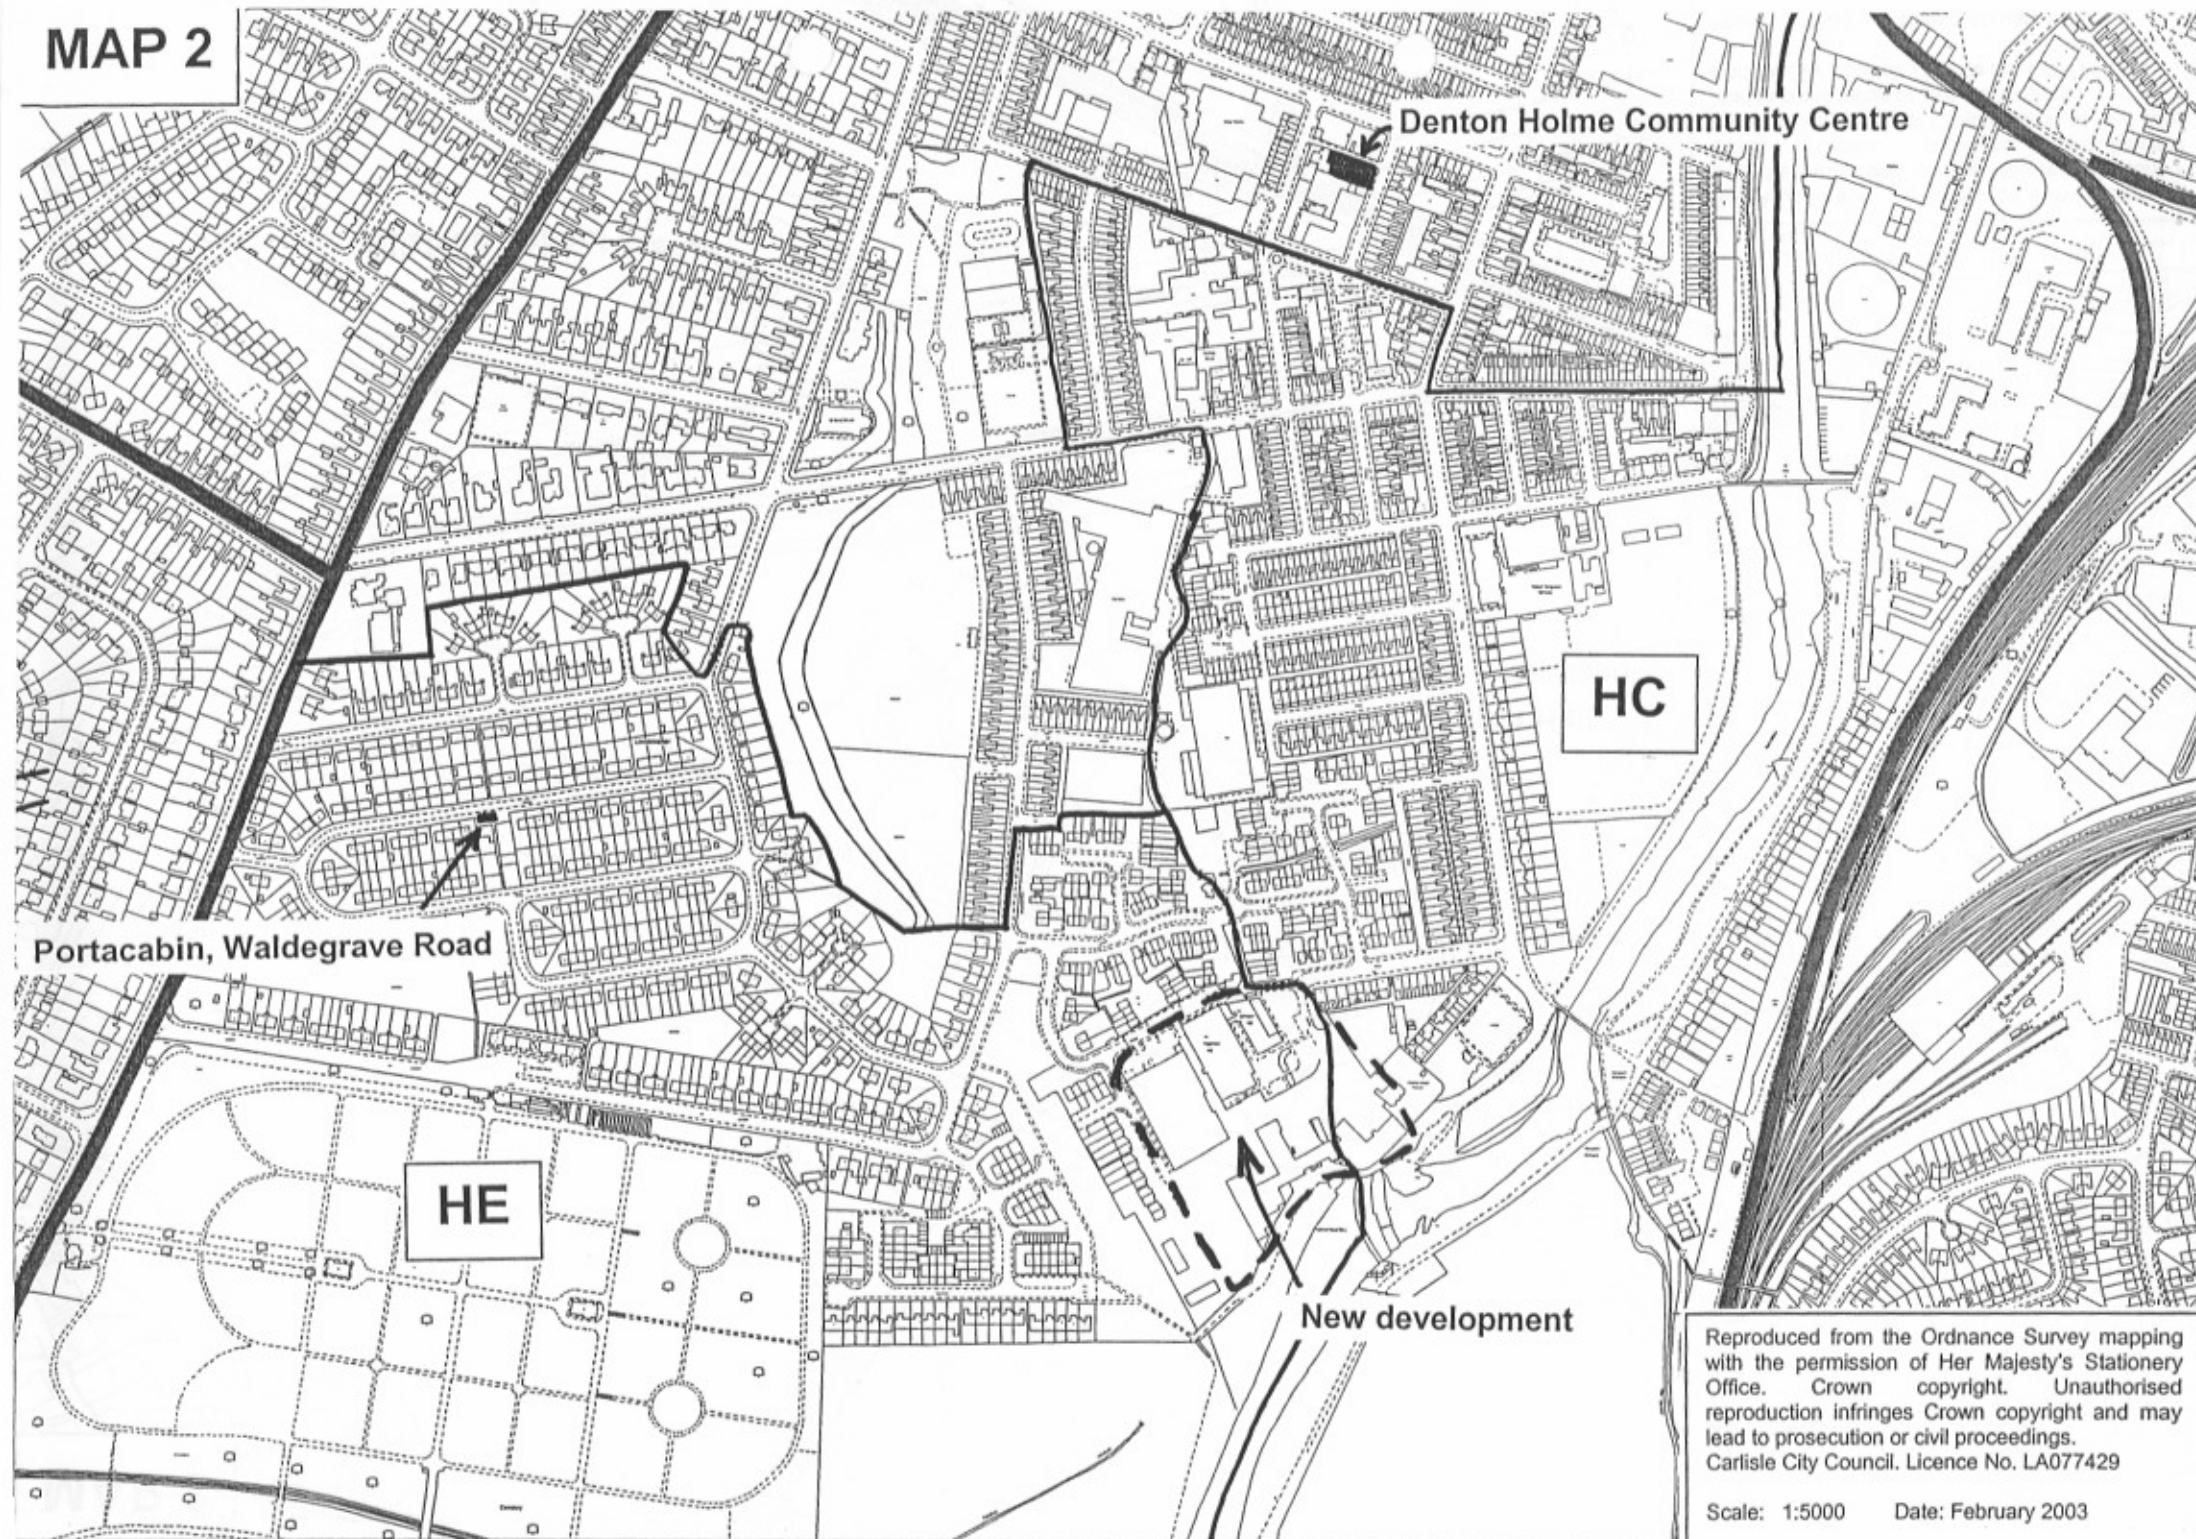 MAP 2
Denton Holme Community Centre
HC
Portacabin, Waldegrave Road
HE
New development
Reproduced from the Ordnance Survey mapping
with the permission of Her Majesty's Stationery
Office. Crown copyright. Unauthorised
reproduction infringes Crown copyright and may
lead to prosecution or civil proceedings.
Carlisle City Council. Licence No. LA077429
Scale: 1:5000 Date: February 2003
Cemetery